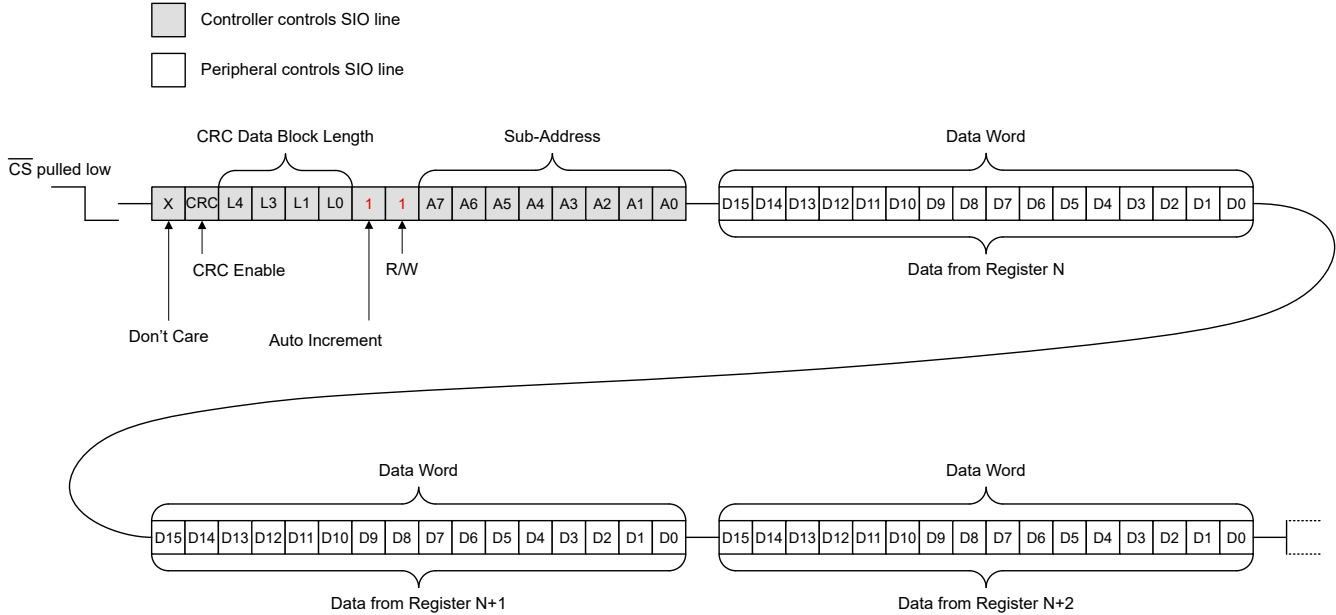 Controller controls SIO line
Peripheral controls SIO line
CRC Data Block Length
Sub-Address
Data Word
CS pulled low
X CRC L4 L3 L1 L0 1 1 A7 A6 A5 A4 A3 A2 A1 A0 D15 D14 D13 D12 D11 D10 D9 D8 D7 D6 D5 D4 D3 D2 D1 D0
CRC Enable
R/W
Data from Register N
Don’t Care
Auto Increment
Data Word
Data Word
D15 D14 D13 D12 D11 D10 D9 D8 D7 D6 D5 D4 D3 D2 D1 D0 D15 D14 D13 D12 D11 D10 D9 D8 D7 D6 D5 D4 D3 D2 D1 D0
Data from Register N+1
Data from Register N+2